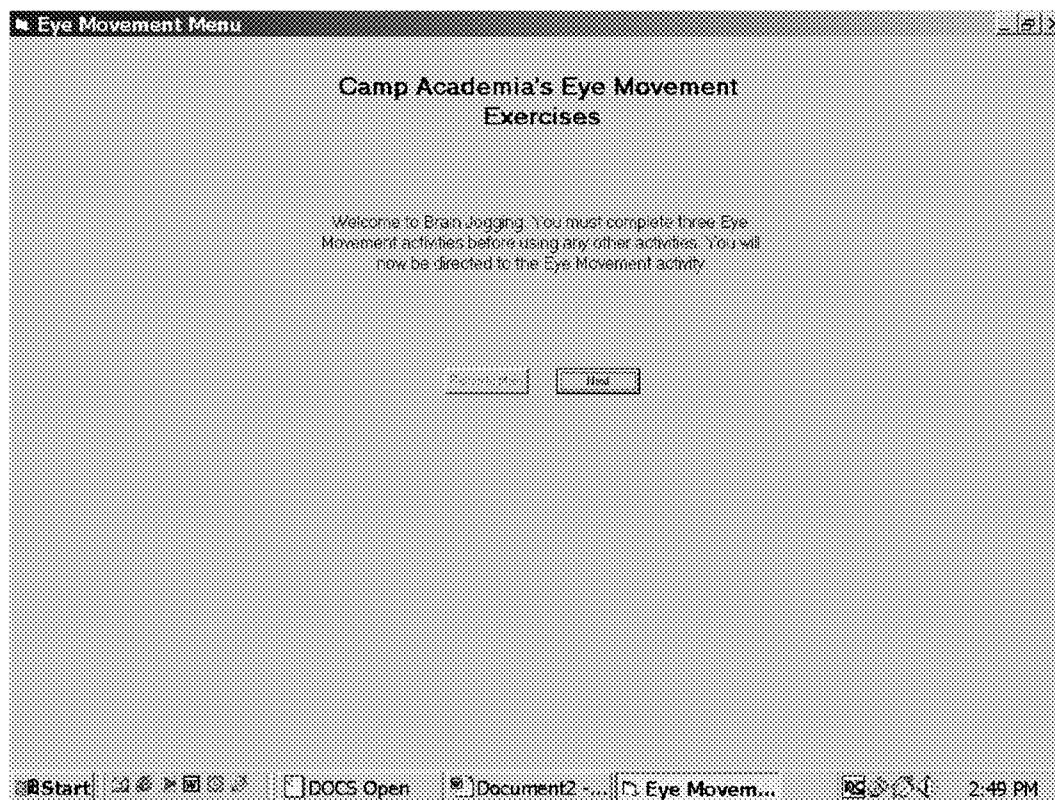 Eye Movement Menu
Camp Academia's Eye Movement
Exercises
Welcome to Brain Jogging. You must complete three Eye
Movement activities before using any other activities. You will
now be directed to the Eye Movement activity.
Next
Start
DOCS Open
Document2 -...
Eye Movem...
2:49 PM